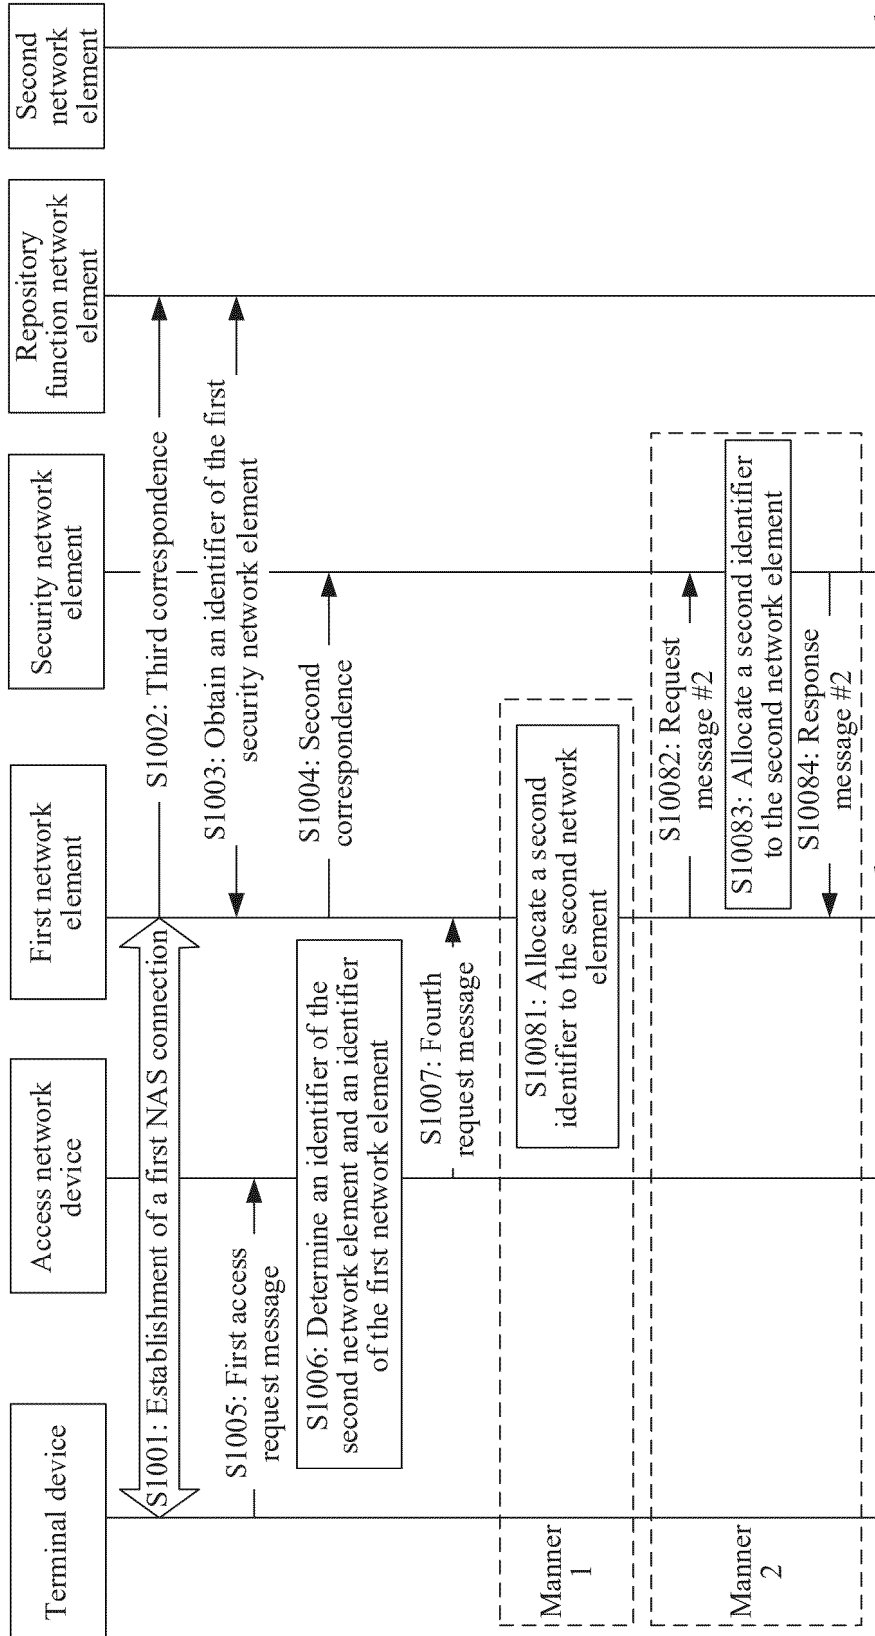 Terminal device
Access network
device
First network
element
Security network
element
Repository
function network
element
Second
network
element
S1001: Establishment of a first NAS connection
S1002: Third correspondence
S1003: Obtain an identifier of the first
security network element
S1004: Second
correspondence
S1005: First access
request message
S1006: Determine an identifier of the
second network element and an identifier
of the first network element
S1007: Fourth
request message
Manner
1
S10081: Allocate a second
identifier to the second network
element
Manner
2
S10082: Request
message #2
S10083: Allocate a second identifier
to the second network element
S10084: Response
message #2